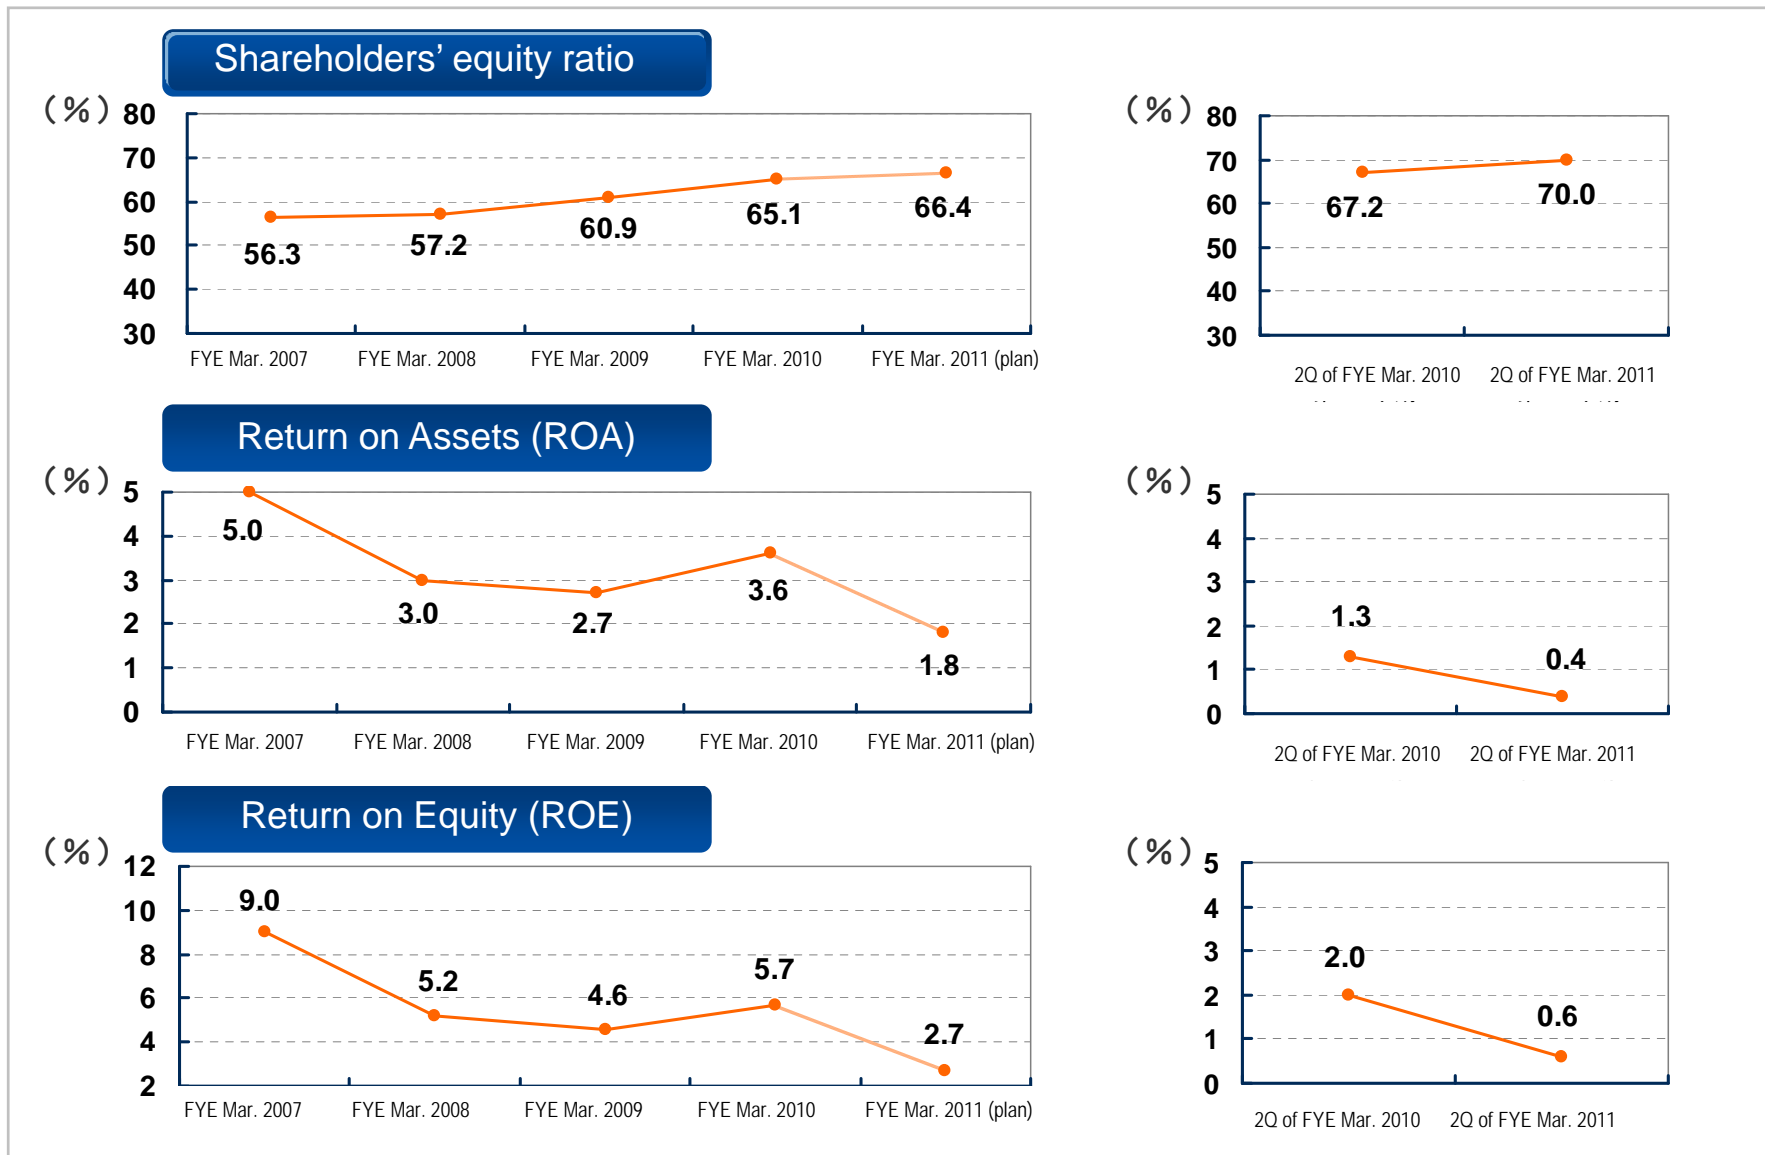 Shareholders' equity ratio
(%)
80
70
60
50
40
30
56.3
57.2
60.9
65.1
66.4
FYE Mar. 2007
FYE Mar. 2008
FYE Mar. 2009
FYE Mar. 2010
FYE Mar. 2011 (plan)
(%)
80
70
60
50
40
30
67.2
70.0
2Q of FYE Mar. 2010
2Q of FYE Mar. 2011
Return on Assets (ROA)
(%)
5
4
3
2
1
0
5.0
3.0
2.7
3.6
1.8
FYE Mar. 2007
FYE Mar. 2008
FYE Mar. 2009
FYE Mar. 2010
FYE Mar. 2011 (plan)
(%)
5
4
3
2
1
0
1.3
0.4
2Q of FYE Mar. 2010
2Q of FYE Mar. 2011
Return on Equity (ROE)
(%)
12
10
8
6
4
2
9.0
5.2
4.6
5.7
2.7
FYE Mar. 2007
FYE Mar. 2008
FYE Mar. 2009
FYE Mar. 2010
FYE Mar. 2011 (plan)
(%)
5
4
3
2
1
0
2.0
0.6
2Q of FYE Mar. 2010
2Q of FYE Mar. 2011